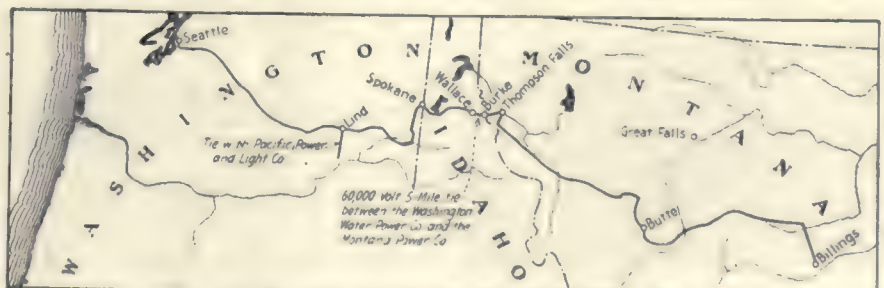 WASHINGTON
IDAHO
MONTANA
Seattle
Lind
Spokane
Wallace
Burke
Thompson Falls
Great Falls
Butte
Billings
Tie with Pacific Power
and Light Co
60,000 Volt 5 Mile tie
between the Washington
Water Power Co and the
Montana Power Co